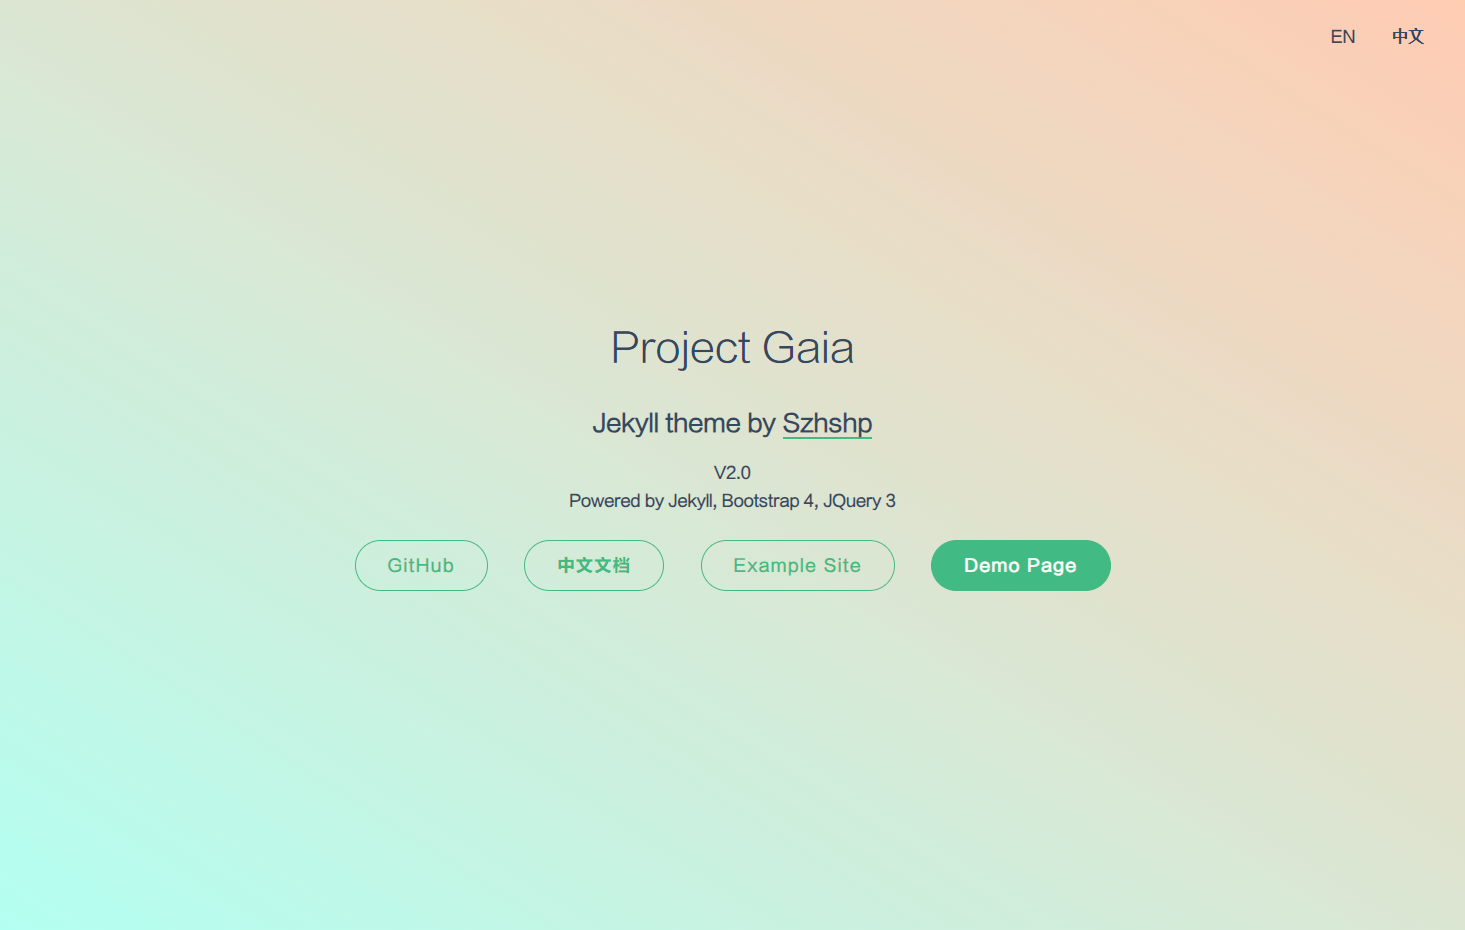 EN 中文
Project Gaia
Jekyll theme by Szhshp
V2.0
Powered by Jekyll, Bootstrap 4, JQuery 3
GitHub 中文文档 Example Site Demo Page